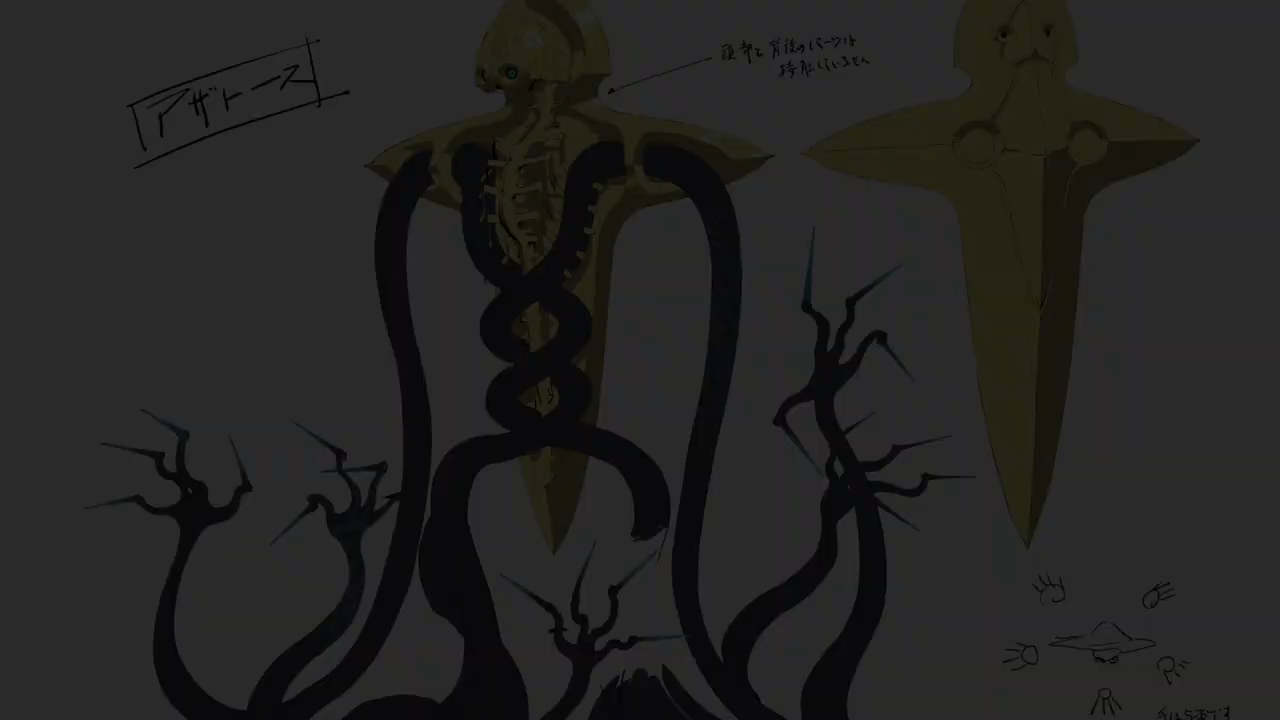 アザトース
頭部と背後のパーツは
接触していません